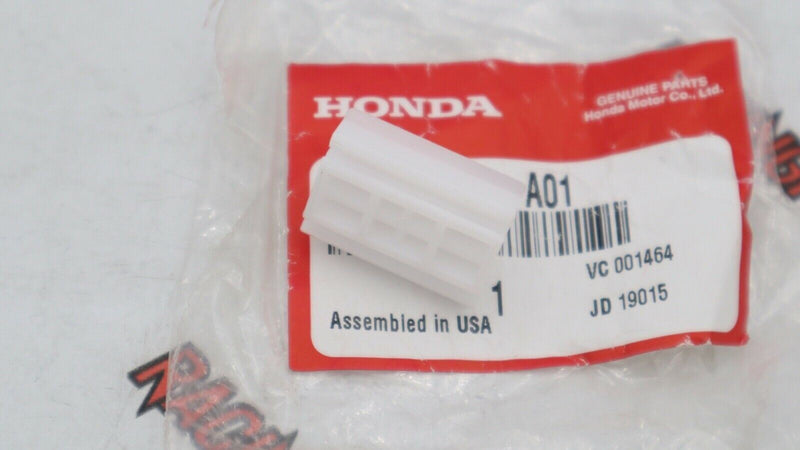 HONDA
GENUINE PARTS
Honda Motor Co., Ltd.
A01
VC 001464
1
JD 19015
Assembled in USA